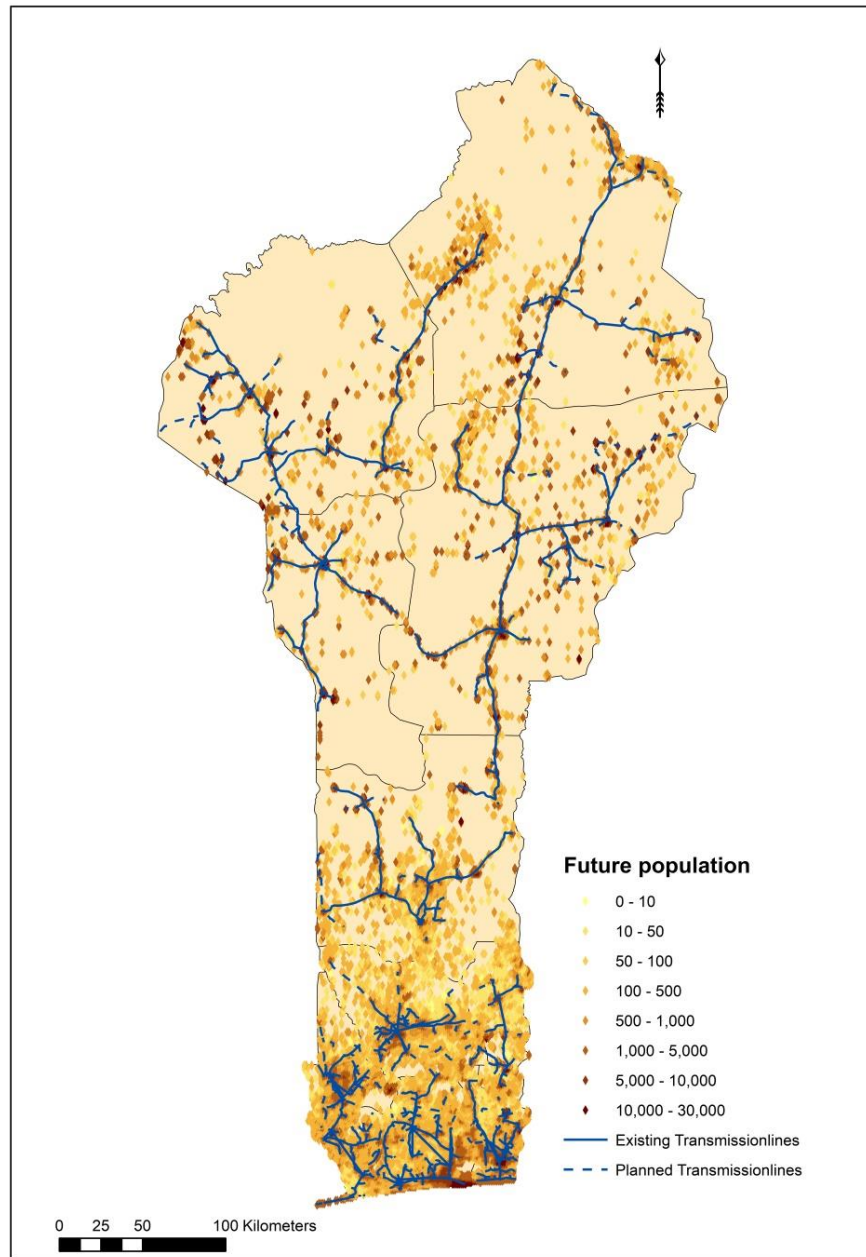 Future population
0 - 10
10 - 50
50 - 100
100 - 500
500 - 1,000
1,000 - 5,000
5,000 - 10,000
10,000 - 30,000
Existing Transmissionlines
Planned Transmissionlines
0 25 50 100 Kilometers